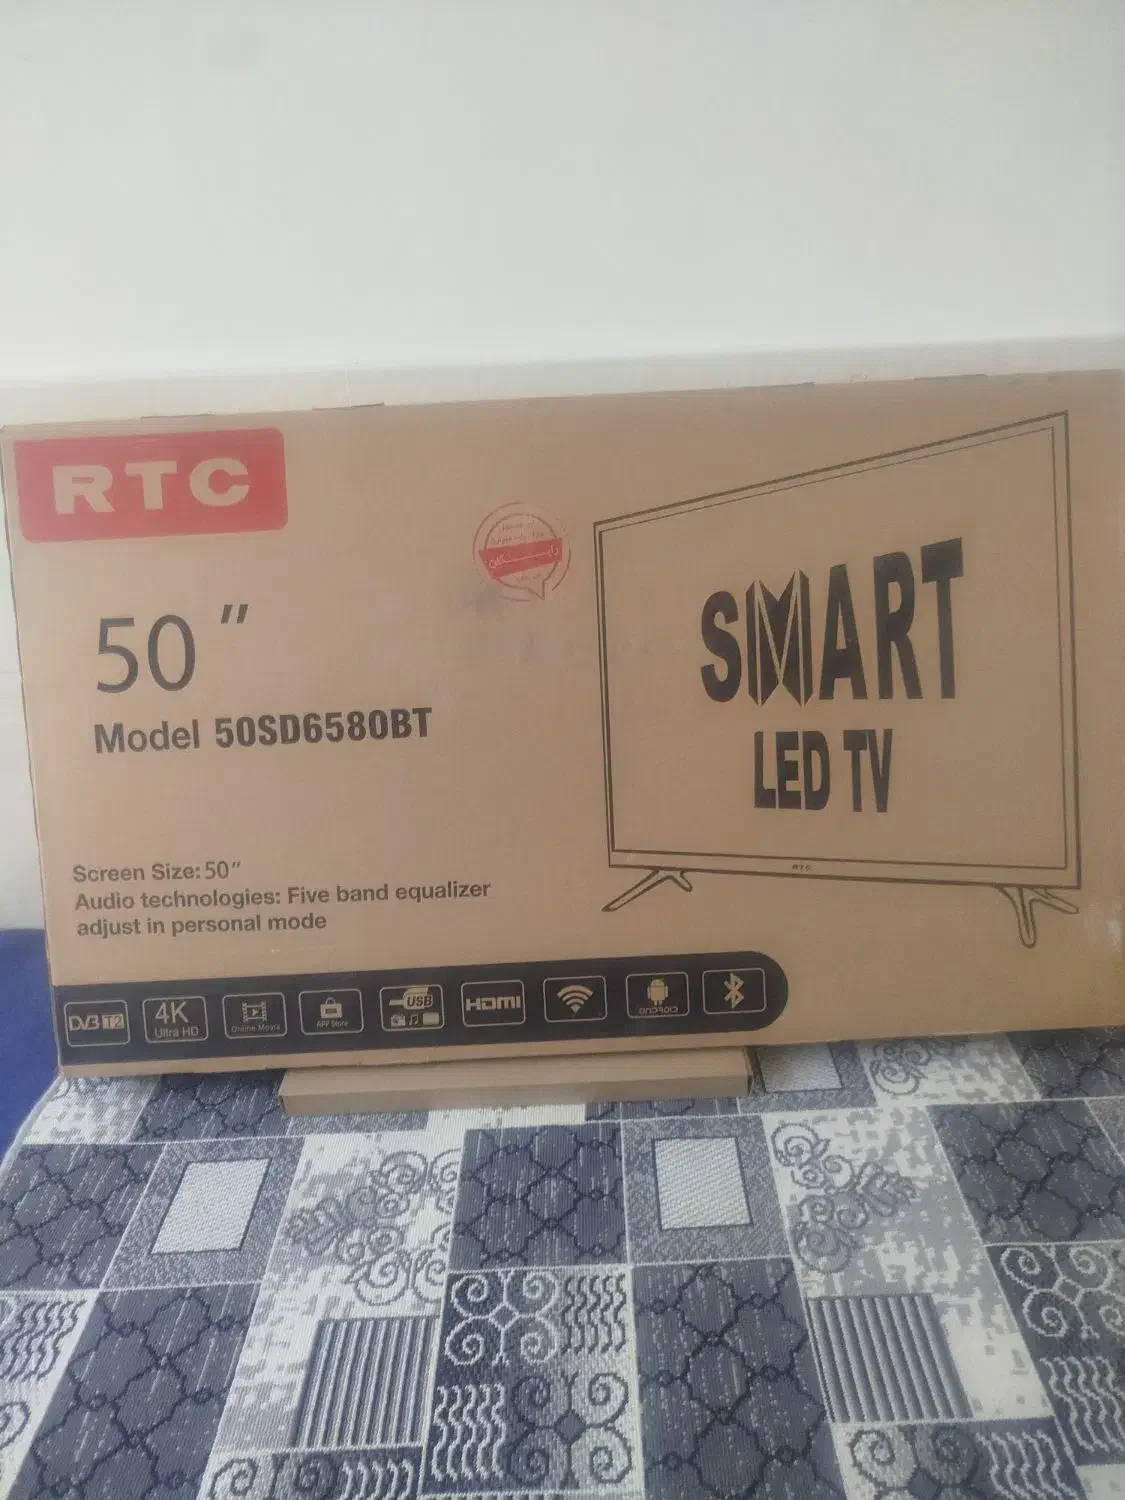 RTC
50"
Model 50SD6580BT
Screen Size: 50"
Audio technologies: Five band equalizer
adjust in personal mode
DVB T2
4K
Ultra HD
Online Movie
APP Store
USB
HDMI
ANDROID
SMART
LED TV
RTC
رایـــگان